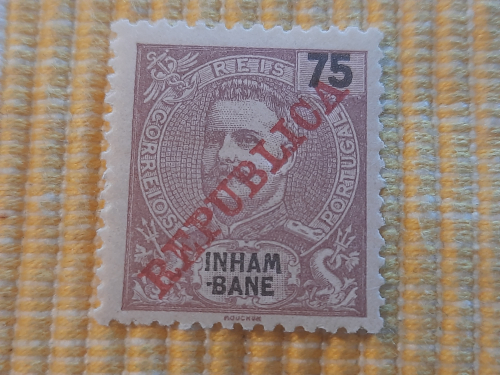 75
REIS
CORREIOS
PORTUGAL
REPUBLICA
INHAM
-BANE
MOUCHON